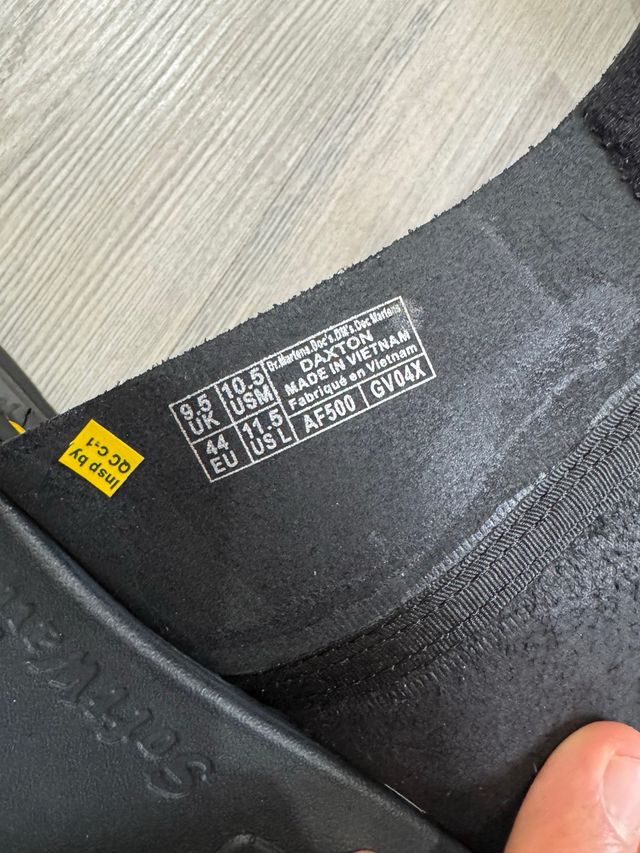 9.5
UK
10.5
USM
Dr.Martens.Doc's.DM's.Doc Martens
DAXTON
MADE IN VIETNAM
Fabriqué en Vietnam
44
EU
11.5
US L
AF500
GV04X
Insp by
QC C-1